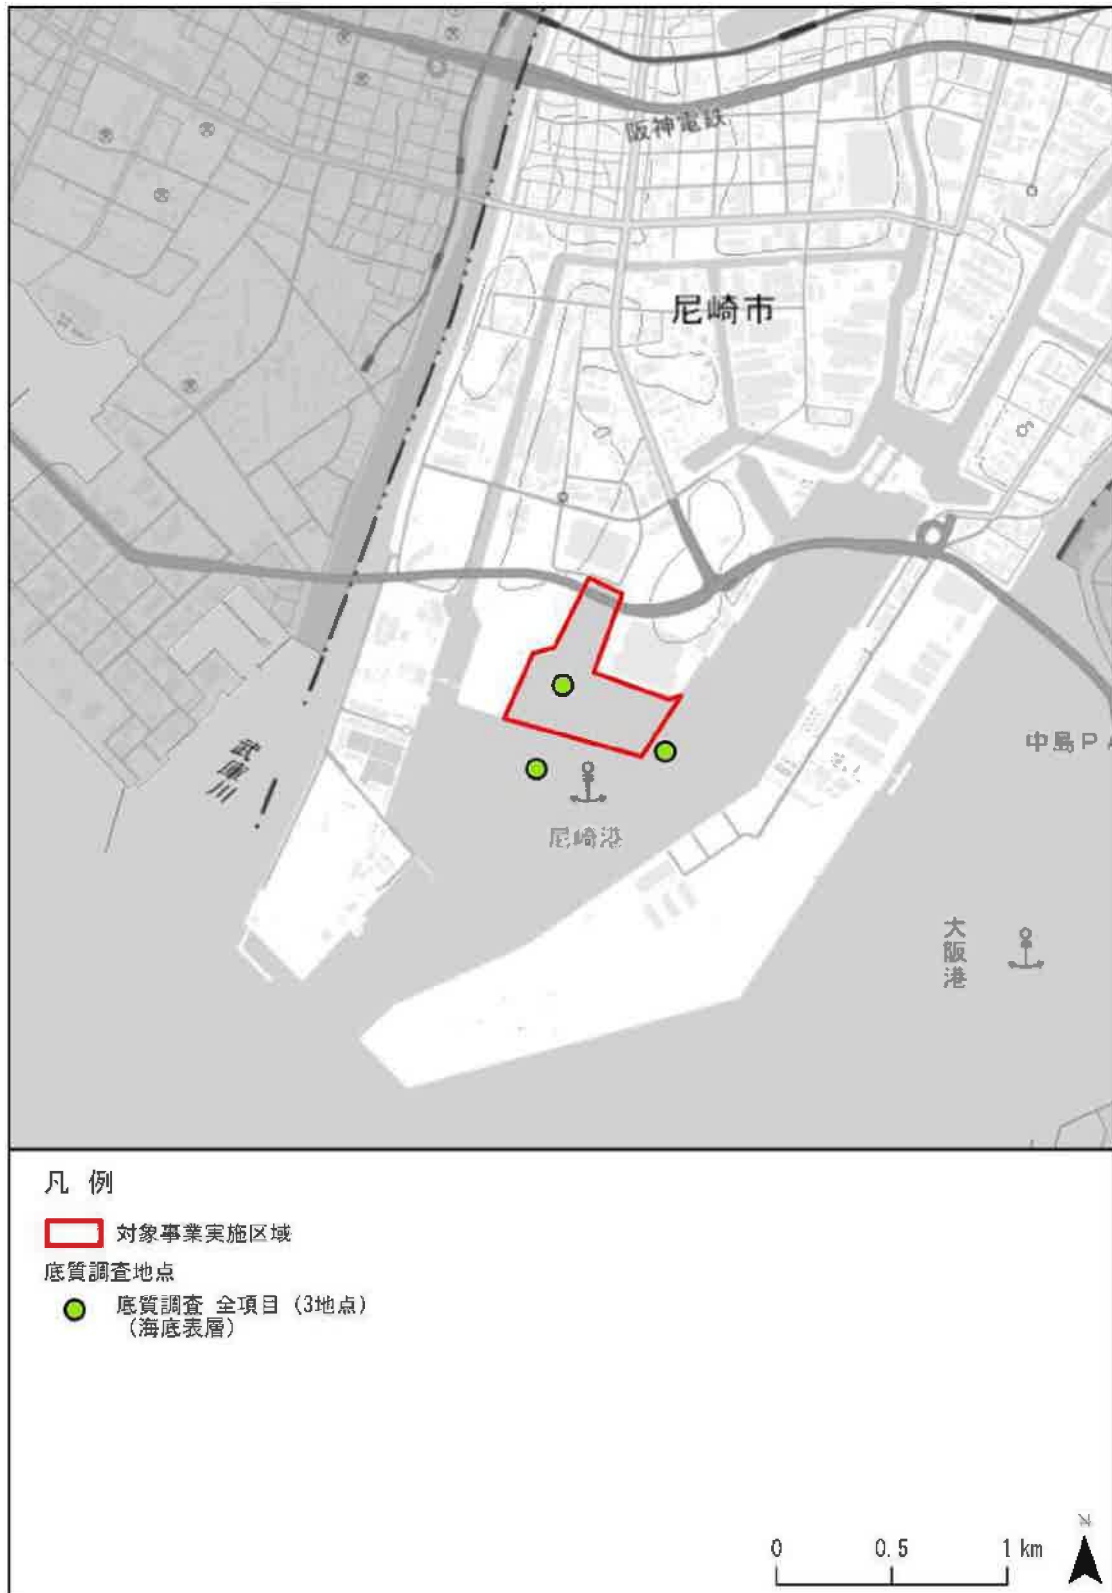 阪神電鉄
尼崎市
武庫川
中島PA
尼崎港
大阪港
凡 例
対象事業実施区域
底質調査地点
底質調査 全項目 (3地点)
(海底表層)
0 0.5 1 km